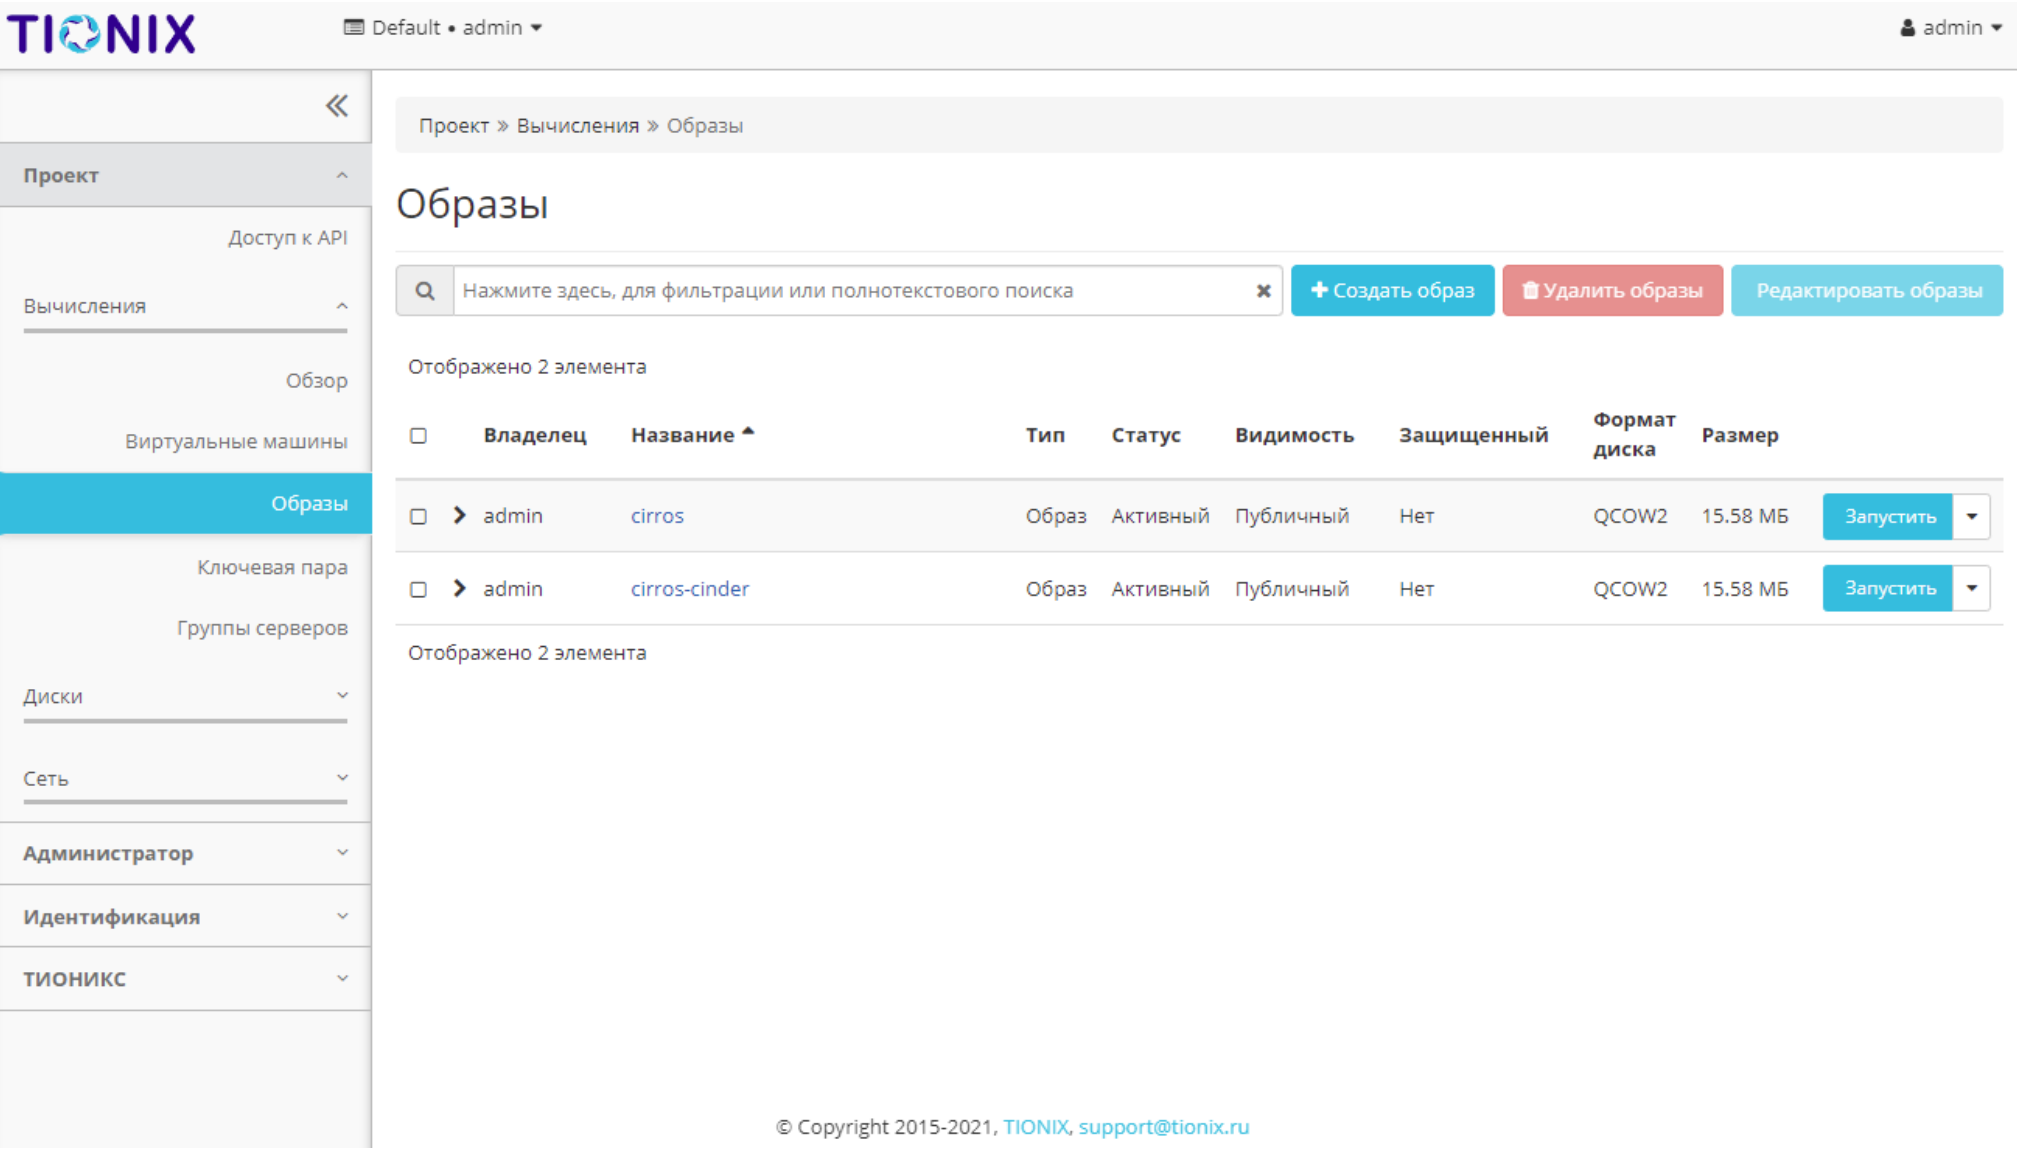 TIONIX
Default • admin
admin
Проект
Доступ к API
Вычисления
Обзор
Виртуальные машины
Образы
Ключевая пара
Группы серверов
Диски
Сеть
Администратор
Идентификация
ТИОНИКС
Проект » Вычисления » Образы
Образы
Нажмите здесь, для фильтрации или полнотекстового поиска
Создать образ
Удалить образы
Редактировать образы
Отображено 2 элемента
Владелец Название Тип Статус Видимость Защищенный Формат диска Размер
admin cirros Образ Активный Публичный Нет QCOW2 15.58 МБ Запустить
admin cirros-cinder Образ Активный Публичный Нет QCOW2 15.58 МБ Запустить
Отображено 2 элемента
© Copyright 2015-2021, TIONIX, support@tionix.ru